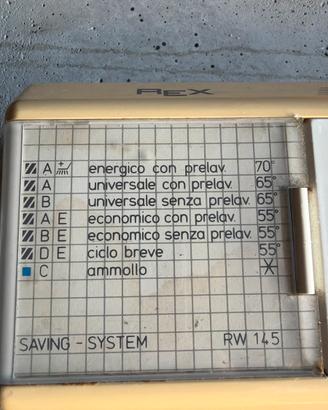 REX
A energico con prelav. 70°
A universale con prelav. 65°
B universale senza prelav. 65°
A E economico con prelav. 55°
B E economico senza prelav. 55°
D E ciclo breve 55°
C ammollo
SAVING - SYSTEM RW 145